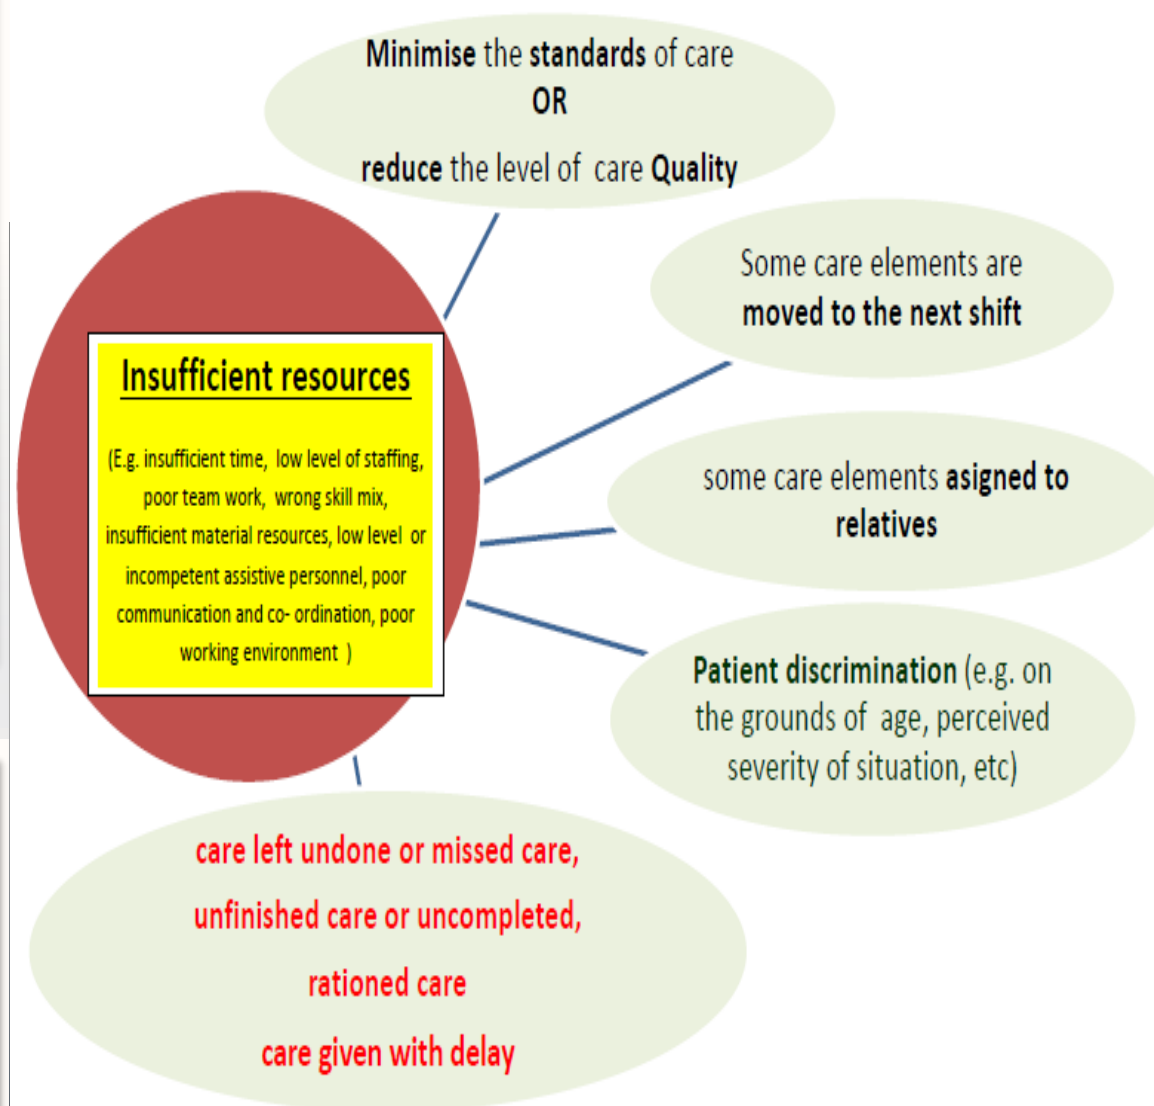 Minimise the standards of care
OR
reduce the level of care Quality
Some care elements are
moved to the next shift
Insufficient resources
(E.g. insufficient time, low level of staffing,
poor team work, wrong skill mix,
insufficient material resources, low level or
incompetent assistive personnel, poor
communication and co- ordination, poor
working environment )
some care elements asigned to
relatives
Patient discrimination (e.g. on
the grounds of age, perceived
severity of situation, etc)
care left undone or missed care,
unfinished care or uncompleted,
rationed care
care given with delay